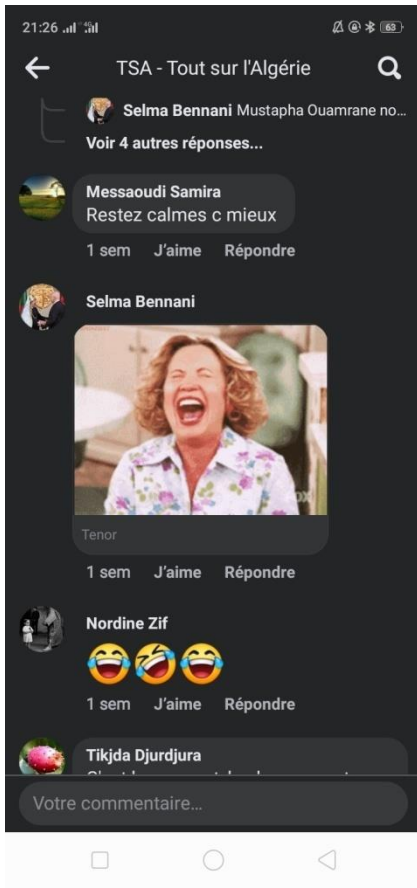 21:26
63
TSA - Tout sur l'Algérie
Selma Bennani Mustapha Ouamrane no...
Voir 4 autres réponses...
Messaoudi Samira
Restez calmes c mieux
1 sem J'aime Répondre
Selma Bennani
FOX
Tenor
1 sem J'aime Répondre
Nordine Zif
😂🤣😂
1 sem J'aime Répondre
Tikjda Djurdjura
Votre commentaire...